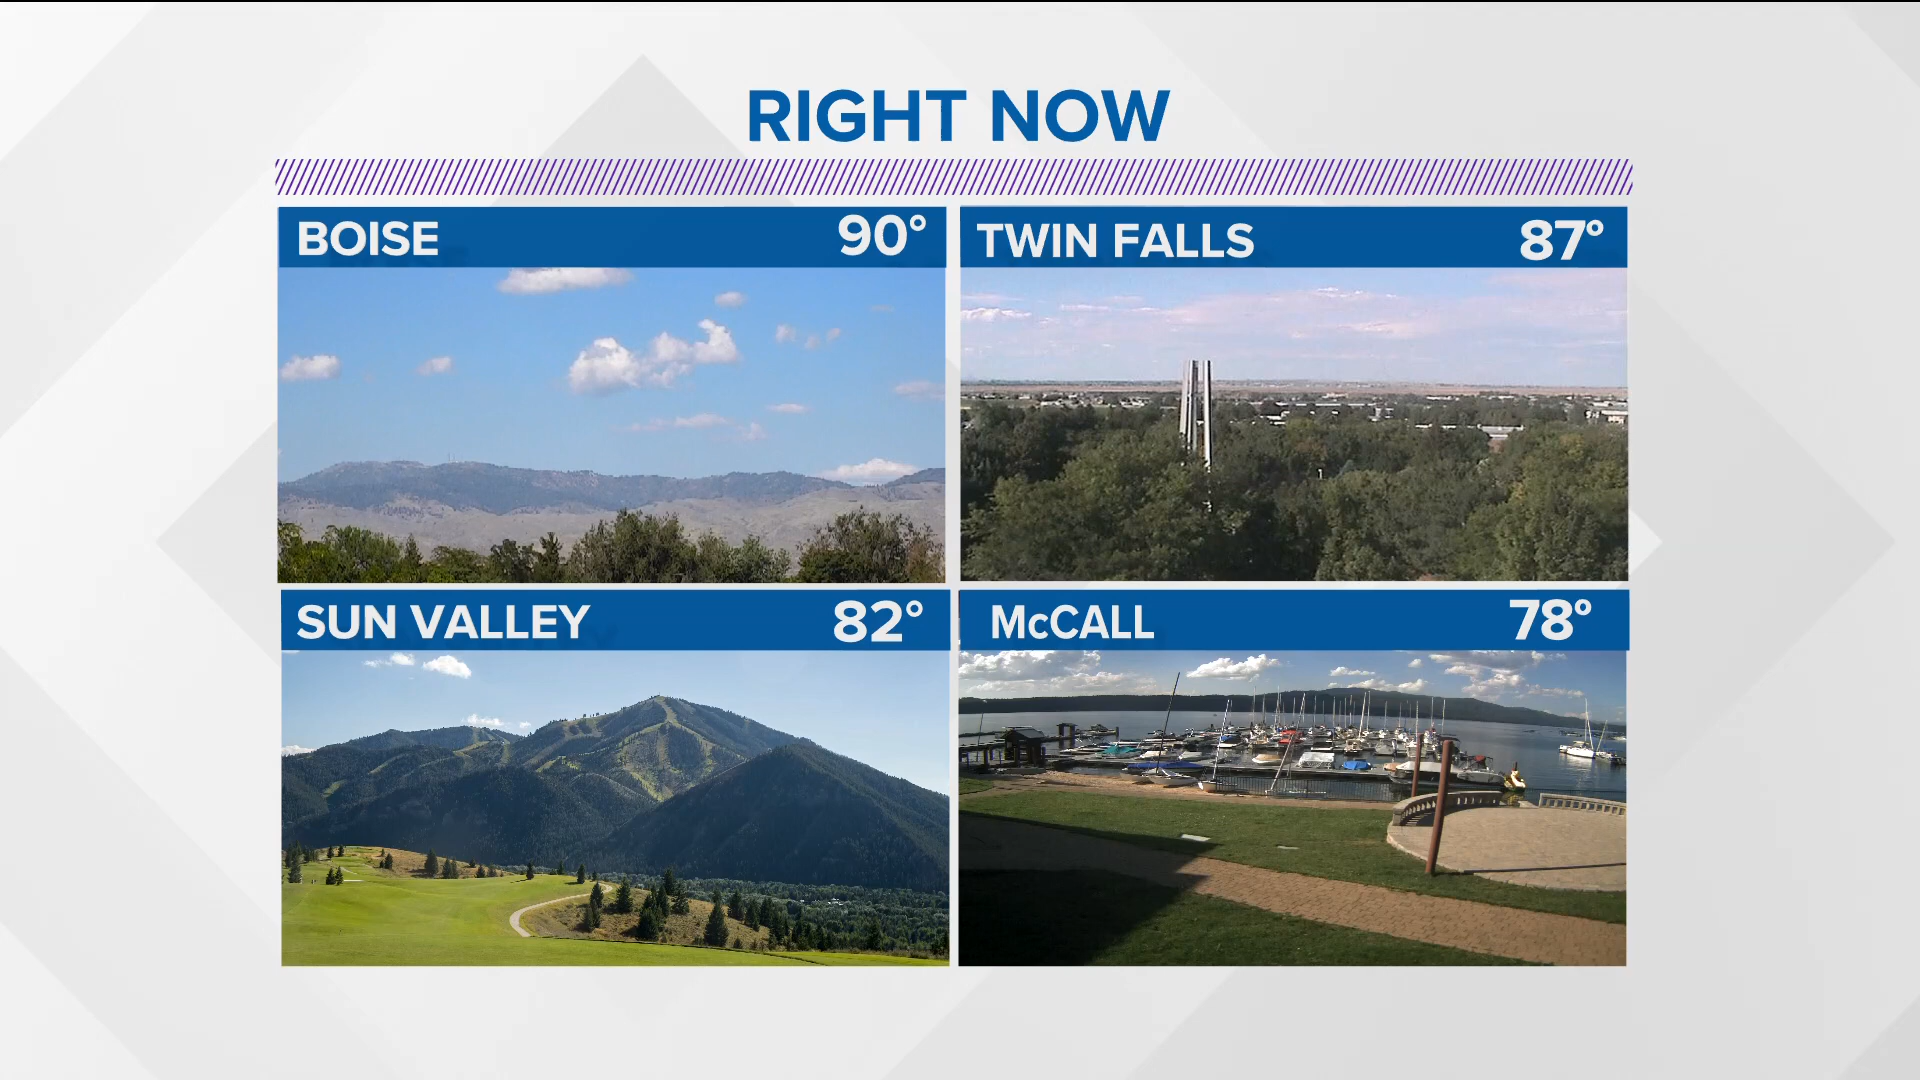 RIGHT NOW
BOISE 90°
TWIN FALLS 87°
SUN VALLEY 82°
McCALL 78°